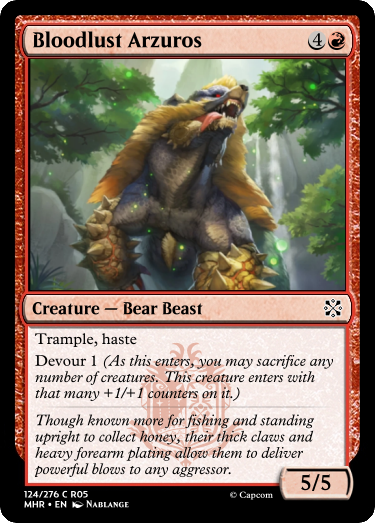 Bloodlust Arzuros 4
Creature — Bear Beast
Trample, haste
Devour 1 (As this enters, you may sacrifice any
number of creatures. This creature enters with
that many +1/+1 counters on it.)
Though known more for fishing and standing
upright to collect honey, their thick claws and
heavy forearm plating allow them to deliver
powerful blows to any aggressor.
5/5
124/276 C R05
MHR • EN NABLANGE
© Capcom